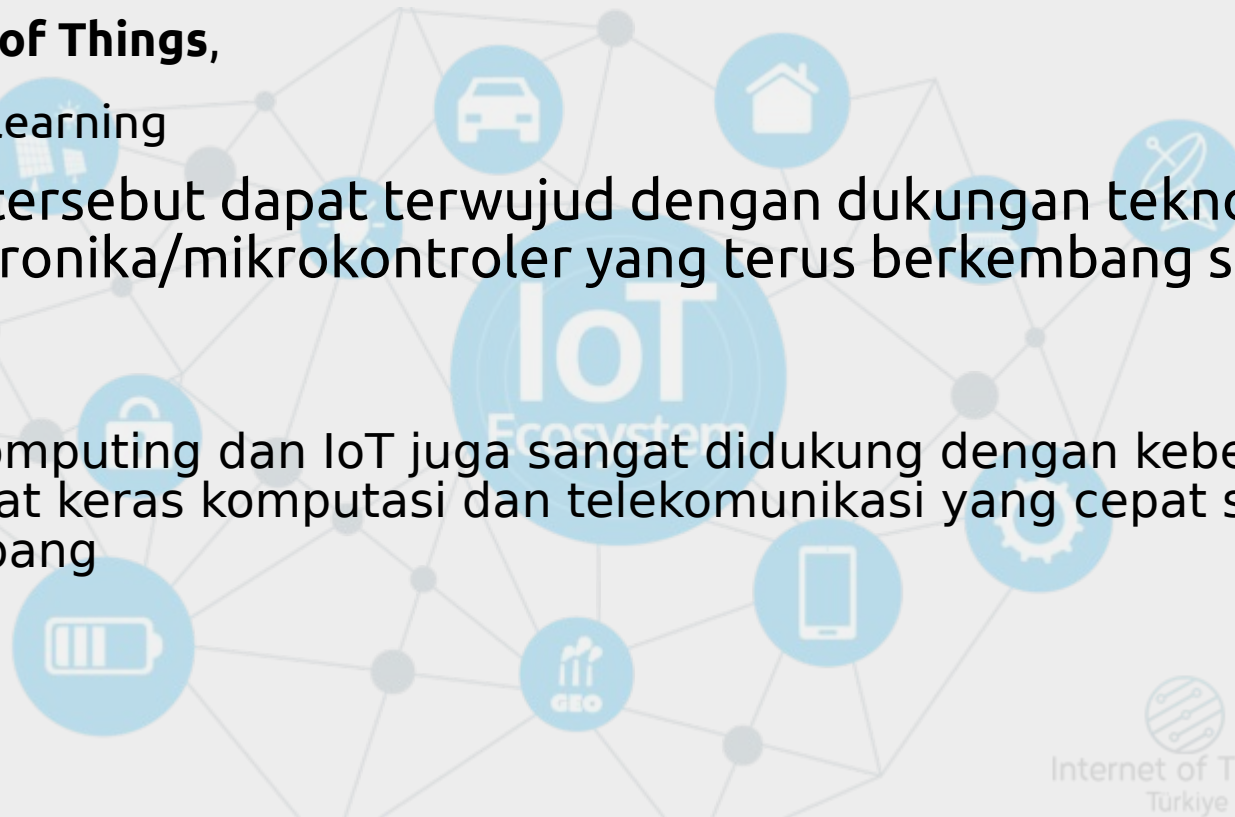 of Things,
Learning
tersebut dapat terwujud dengan dukungan tekno
ronika/mikrokontroler yang terus berkembang s
IoT
Ecosystem
omputing dan IoT juga sangat didukung dengan kebe
at keras komputasi dan telekomunikasi yang cepat s
bang
GEO
Internet of T
Türkiye